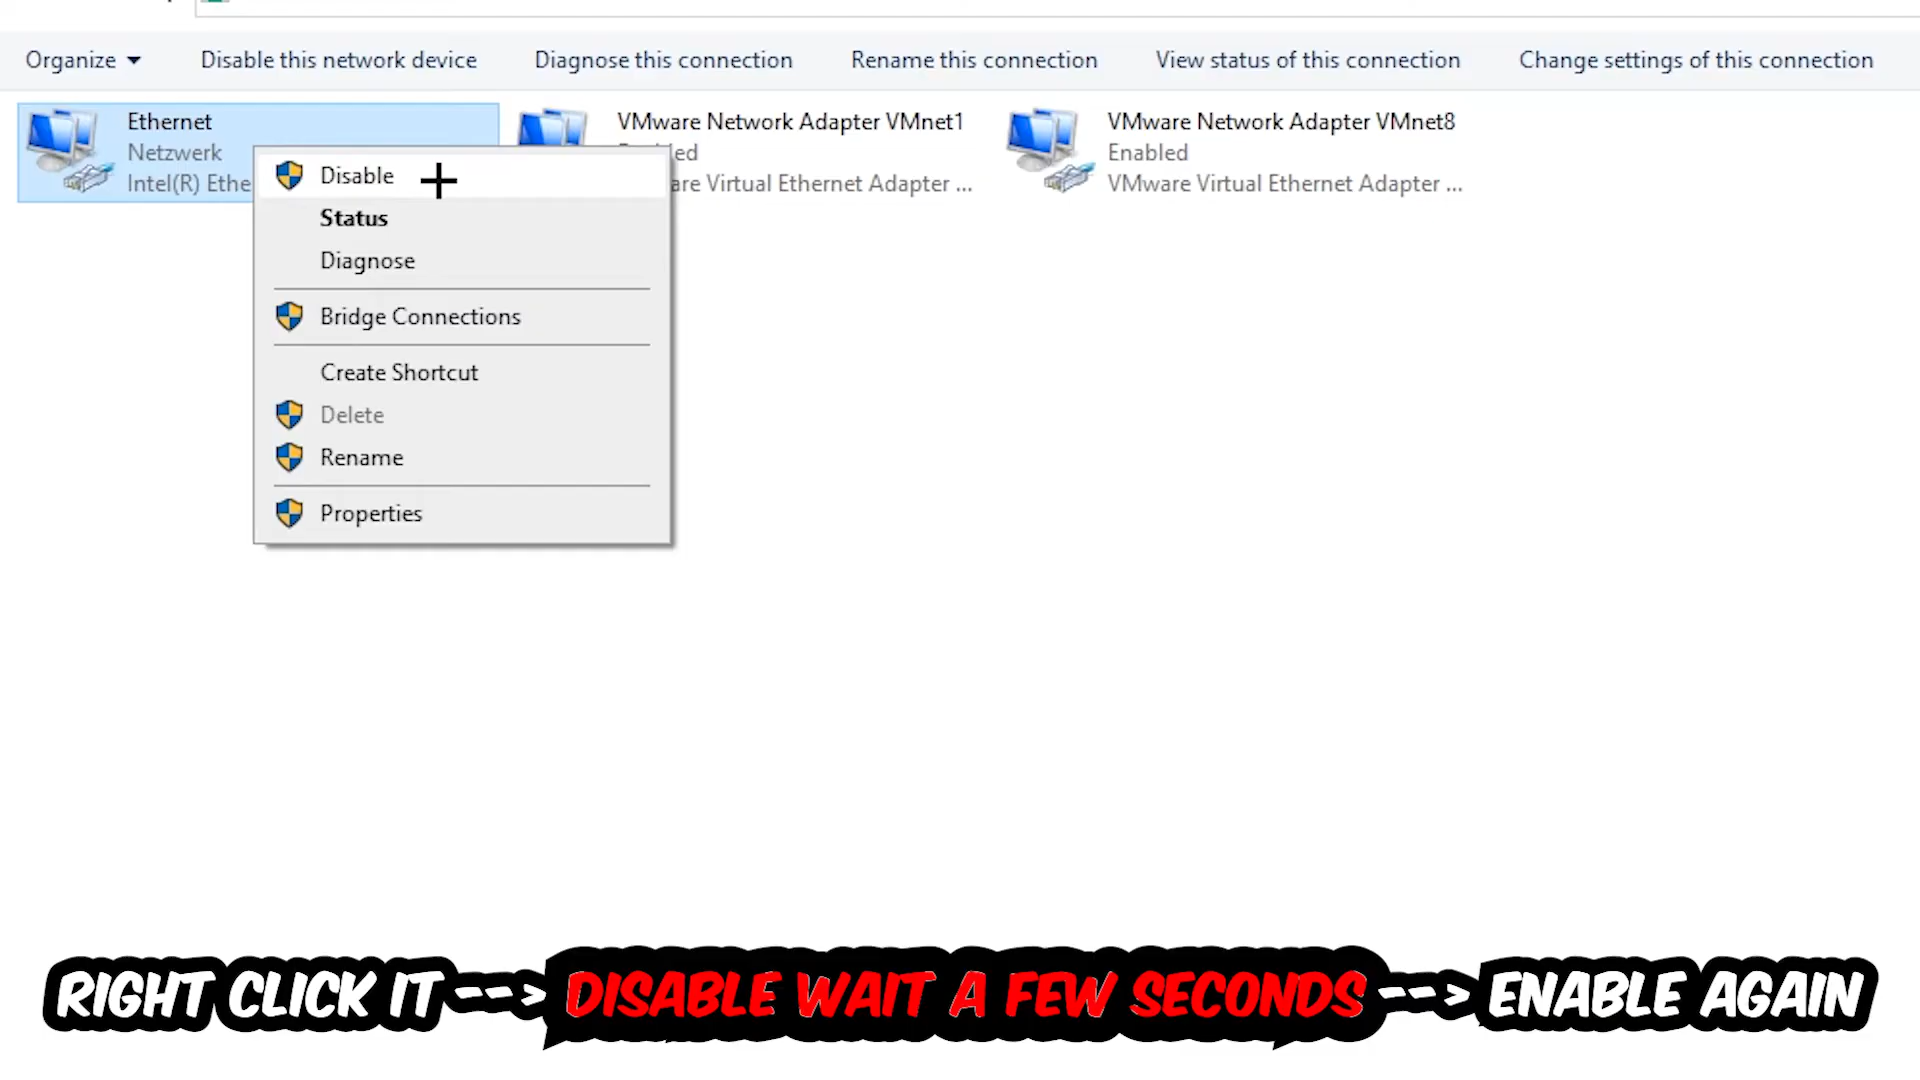 Organize Disable this network device Diagnose this connection Rename this connection View status of this connection Change settings of this connection
Ethernet
Netzwerk
Intel(R) Ethe
VMware Network Adapter VMnet1
are Virtual Ethernet Adapter ...
VMware Network Adapter VMnet8
Enabled
VMware Virtual Ethernet Adapter ...
Disable
Status
Diagnose
Bridge Connections
Create Shortcut
Delete
Rename
Properties
RIGHT CLICK IT --> DISABLE WAIT A FEW SECONDS --> ENABLE AGAIN